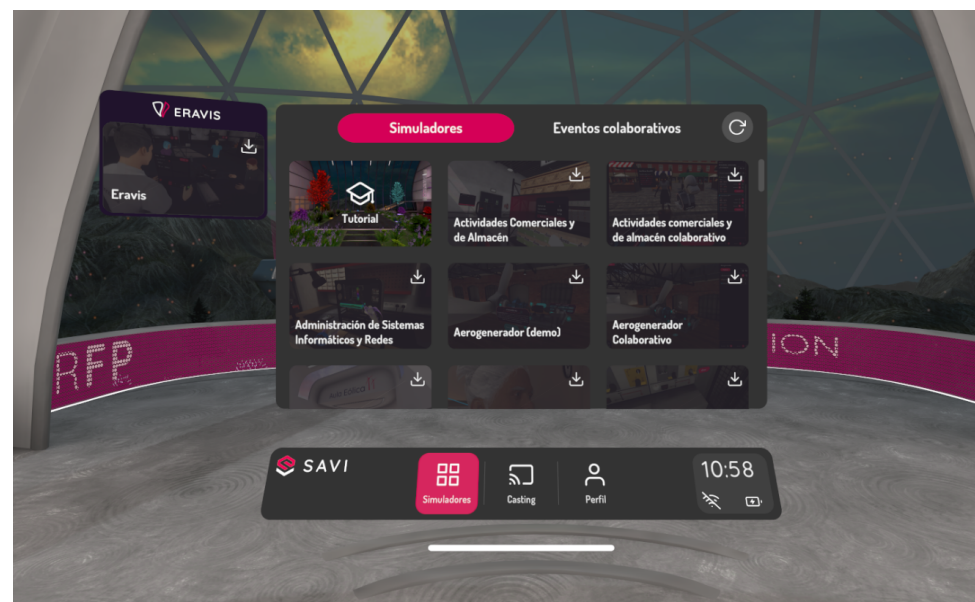 ERAVIS
Eravis
Simuladores
Eventos colaborativos
Tutorial
Actividades Comerciales y
de Almacén
Actividades comerciales y
de almacén colaborativo
Administración de Sistemas
Informáticos y Redes
Aerogenerador (demo)
Aerogenerador
Colaborativo
RFP
ION
SAVI
Simuladores
Casting
Perfil
10:58